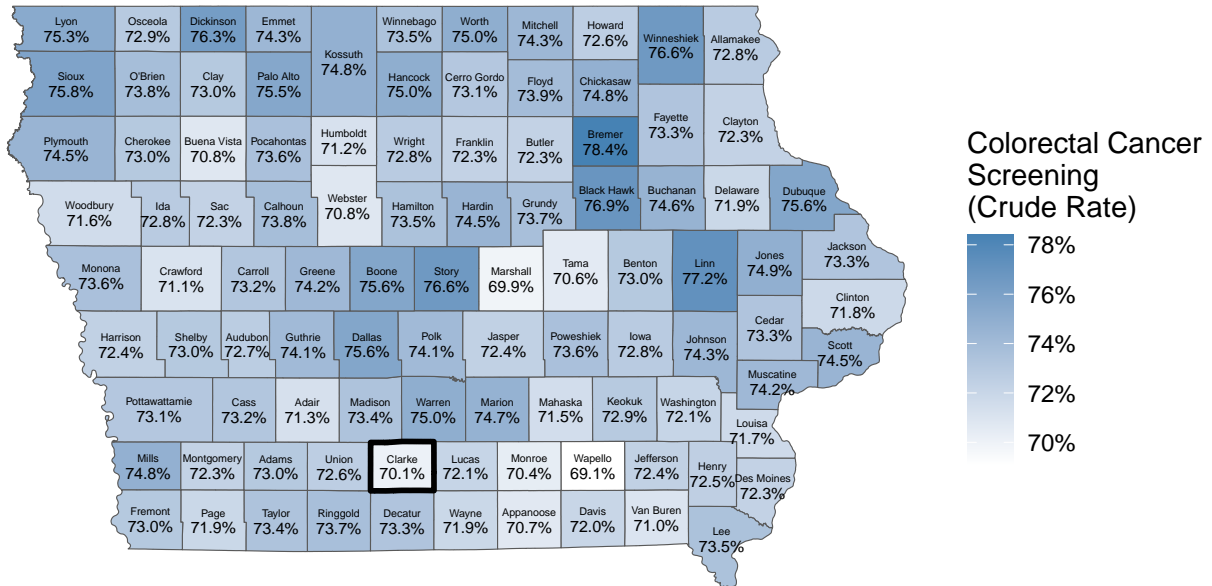 Lyon
75.3%
Osceola
72.9%
Dickinson
76.3%
Emmet
74.3%
Winnebago
73.5%
Worth
75.0%
Mitchell
74.3%
Howard
72.6%
Winneshiek
76.6%
Allamakee
72.8%
Kossuth
74.8%
Sioux
75.8%
O'Brien
73.8%
Clay
73.0%
Palo Alto
75.5%
Hancock
75.0%
Cerro Gordo
73.1%
Floyd
73.9%
Chickasaw
74.8%
Fayette
73.3%
Clayton
72.3%
Plymouth
74.5%
Cherokee
73.0%
Buena Vista
70.8%
Pocahontas
73.6%
Humboldt
71.2%
Wright
72.8%
Franklin
72.3%
Butler
72.3%
Bremer
78.4%
Woodbury
71.6%
Ida
72.8%
Sac
72.3%
Calhoun
73.8%
Webster
70.8%
Hamilton
73.5%
Hardin
74.5%
Grundy
73.7%
Black Hawk
76.9%
Buchanan
74.6%
Delaware
71.9%
Dubuque
75.6%
Monona
73.6%
Crawford
71.1%
Carroll
73.2%
Greene
74.2%
Boone
75.6%
Story
76.6%
Marshall
69.9%
Tama
70.6%
Benton
73.0%
Linn
77.2%
Jones
74.9%
Jackson
73.3%
Clinton
71.8%
Harrison
72.4%
Shelby
73.0%
Audubon
72.7%
Guthrie
74.1%
Dallas
75.6%
Polk
74.1%
Jasper
72.4%
Poweshiek
73.6%
Iowa
72.8%
Johnson
74.3%
Cedar
73.3%
Scott
74.5%
Muscatine
74.2%
Pottawattamie
73.1%
Cass
73.2%
Adair
71.3%
Madison
73.4%
Warren
75.0%
Marion
74.7%
Mahaska
71.5%
Keokuk
72.9%
Washington
72.1%
Louisa
71.7%
Mills
74.8%
Montgomery
72.3%
Adams
73.0%
Union
72.6%
Clarke
70.1%
Lucas
72.1%
Monroe
70.4%
Wapello
69.1%
Jefferson
72.4%
Henry
72.5%
Des Moines
72.3%
Fremont
73.0%
Page
71.9%
Taylor
73.4%
Ringgold
73.7%
Decatur
73.3%
Wayne
71.9%
Appanoose
70.7%
Davis
72.0%
Van Buren
71.0%
Lee
73.5%
Colorectal Cancer
Screening
(Crude Rate)
78%
76%
74%
72%
70%